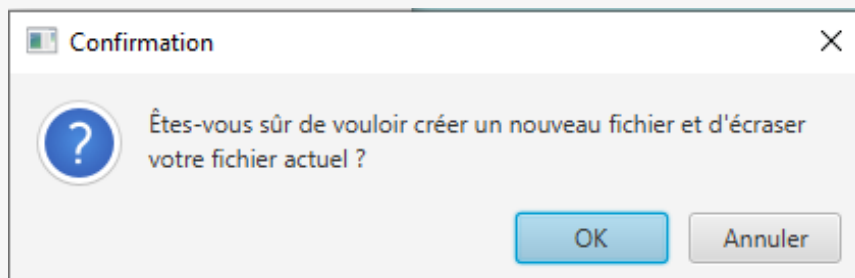 Confirmation
Êtes-vous sûr de vouloir créer un nouveau fichier et d'écraser
votre fichier actuel ?
OK
Annuler